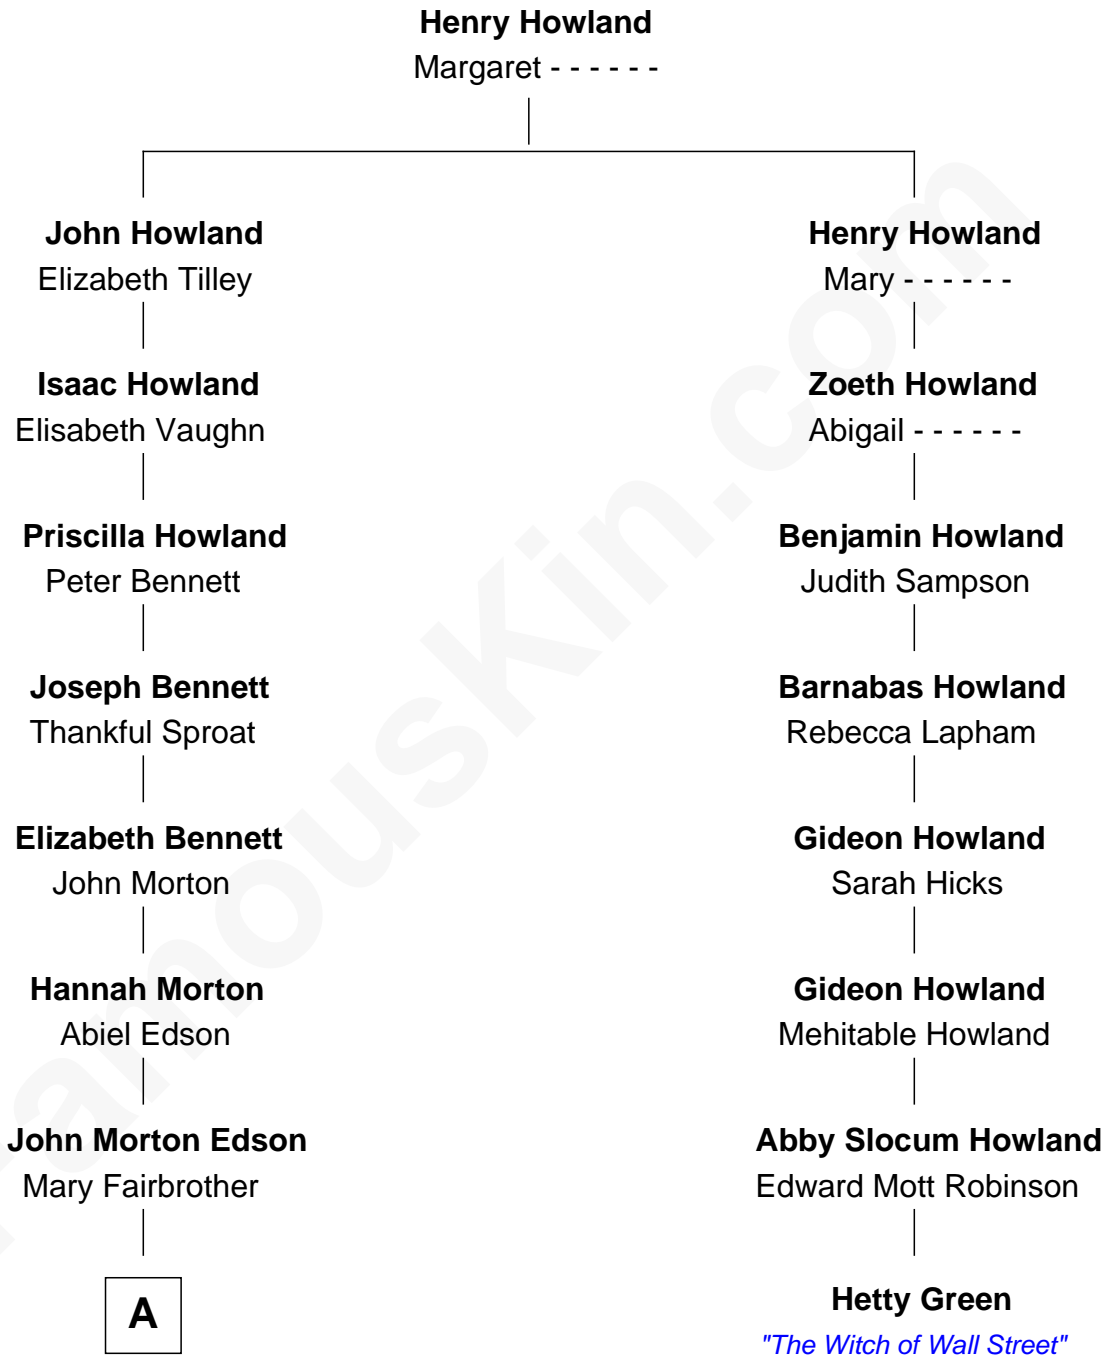 Henry Howland
Margaret - - - - - -
John Howland
Elizabeth Tilley
Henry Howland
Mary - - - - - -
Isaac Howland
Elisabeth Vaughn
Zoeth Howland
Abigail - - - - - -
Priscilla Howland
Peter Bennett
Benjamin Howland
Judith Sampson
Joseph Bennett
Thankful Sproat
Barnabas Howland
Rebecca Lapham
Elizabeth Bennett
John Morton
Gideon Howland
Sarah Hicks
Hannah Morton
Abiel Edson
Gideon Howland
Mehitable Howland
John Morton Edson
Mary Fairbrother
Abby Slocum Howland
Edward Mott Robinson
A
Hetty Green
"The Witch of Wall Street"
FamousKin.com